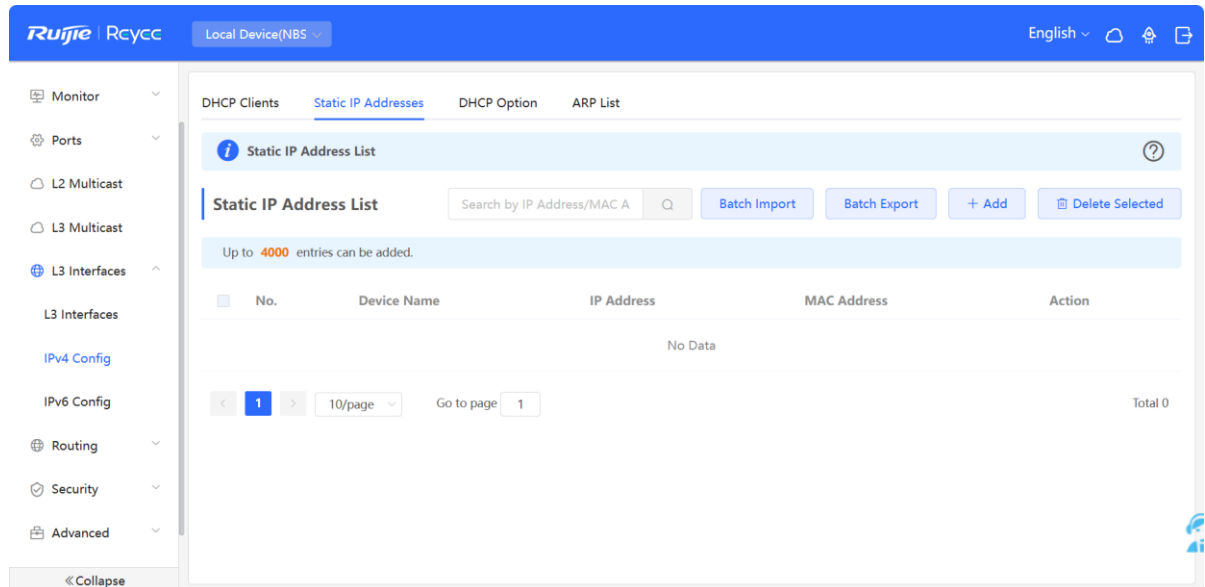 Ruijie | Rcycc Local Device(NBS English
Monitor
Ports
L2 Multicast
L3 Multicast
L3 Interfaces
L3 Interfaces
IPv4 Config
IPv6 Config
Routing
Security
Advanced
«Collapse
DHCP Clients Static IP Addresses DHCP Option ARP List
i Static IP Address List ?
Static IP Address List Search by IP Address/MAC A Batch Import Batch Export + Add Delete Selected
Up to 4000 entries can be added.
No. Device Name IP Address MAC Address Action
No Data
< 1 > 10/page Go to page 1 Total 0